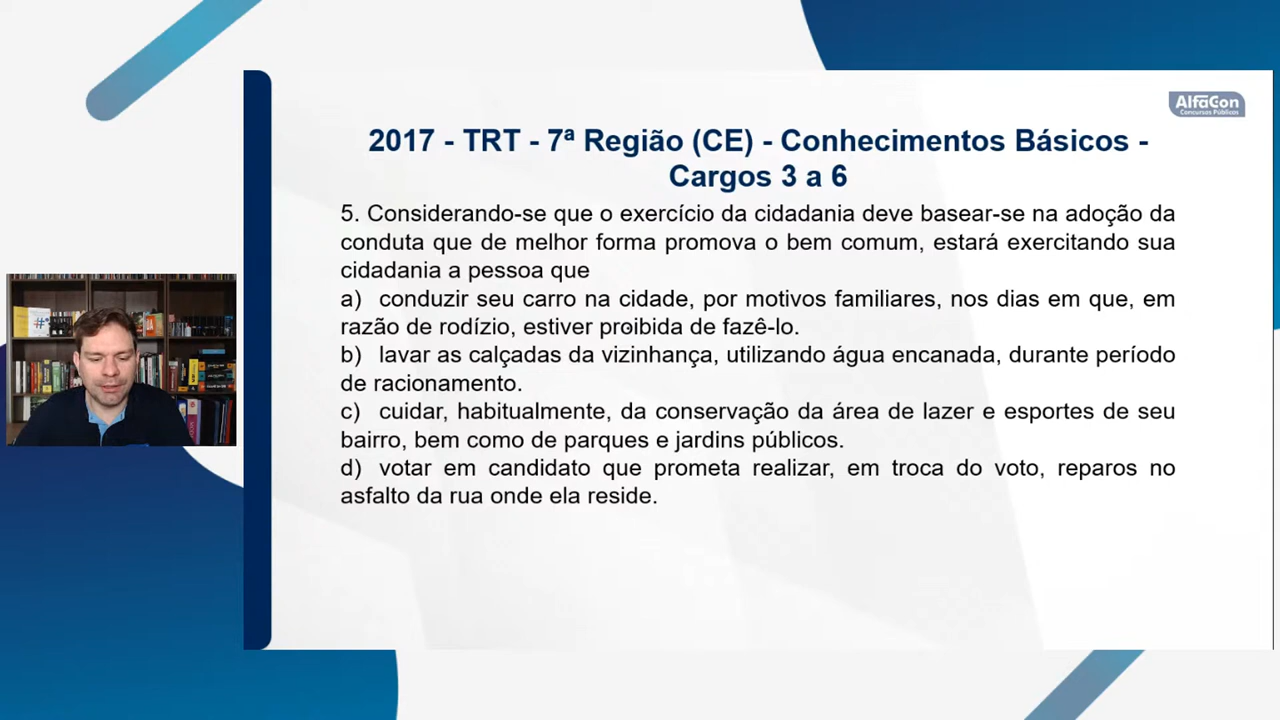 AlfaCon
Concursos Públicos
2017 - TRT - 7ª Região (CE) - Conhecimentos Básicos -
Cargos 3 a 6
5. Considerando-se que o exercício da cidadania deve basear-se na adoção da
conduta que de melhor forma promova o bem comum, estará exercitando sua
cidadania a pessoa que
a) conduzir seu carro na cidade, por motivos familiares, nos dias em que, em
razão de rodízio, estiver proibida de fazê-lo.
b) lavar as calçadas da vizinhança, utilizando água encanada, durante período
de racionamento.
c) cuidar, habitualmente, da conservação da área de lazer e esportes de seu
bairro, bem como de parques e jardins públicos.
d) votar em candidato que prometa realizar, em troca do voto, reparos no
asfalto da rua onde ela reside.